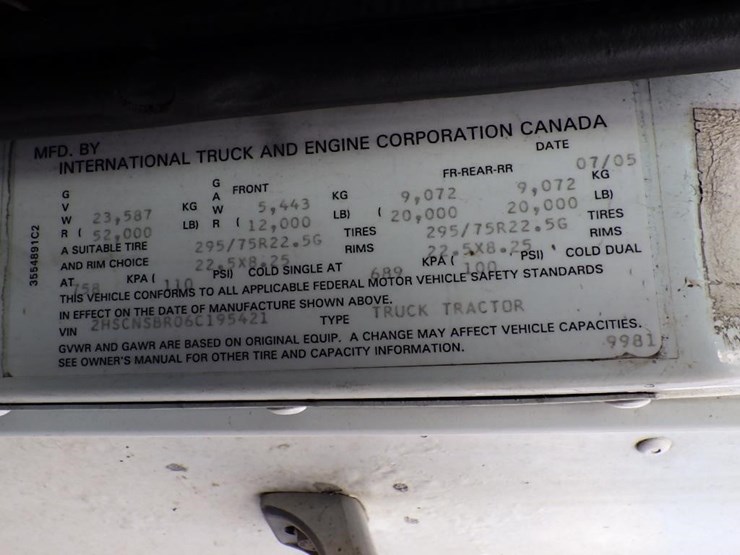 MFD. BY
INTERNATIONAL TRUCK AND ENGINE CORPORATION CANADA
DATE 07/05
G G FRONT FR-REAR-RR
V A KG 9,072 9,072 KG
W 23,587 KG W 5,443 LB) ( 20,000 20,000 LB)
R ( 52,000 LB) R ( 12,000 TIRES 295/75R22.5G TIRES
A SUITABLE TIRE 295/75R22.5G RIMS 22.5X8.25 RIMS
AND RIM CHOICE 22.5X8.25
AT 758 KPA ( 110 PSI) COLD SINGLE AT 689 KPA ( 100 PSI) COLD DUAL
THIS VEHICLE CONFORMS TO ALL APPLICABLE FEDERAL MOTOR VEHICLE SAFETY STANDARDS
IN EFFECT ON THE DATE OF MANUFACTURE SHOWN ABOVE.
VIN 2HSCNSBR06C195421 TYPE TRUCK TRACTOR
GVWR AND GAWR ARE BASED ON ORIGINAL EQUIP. A CHANGE MAY AFFECT VEHICLE CAPACITIES.
SEE OWNER'S MANUAL FOR OTHER TIRE AND CAPACITY INFORMATION. 9981
3554891C2